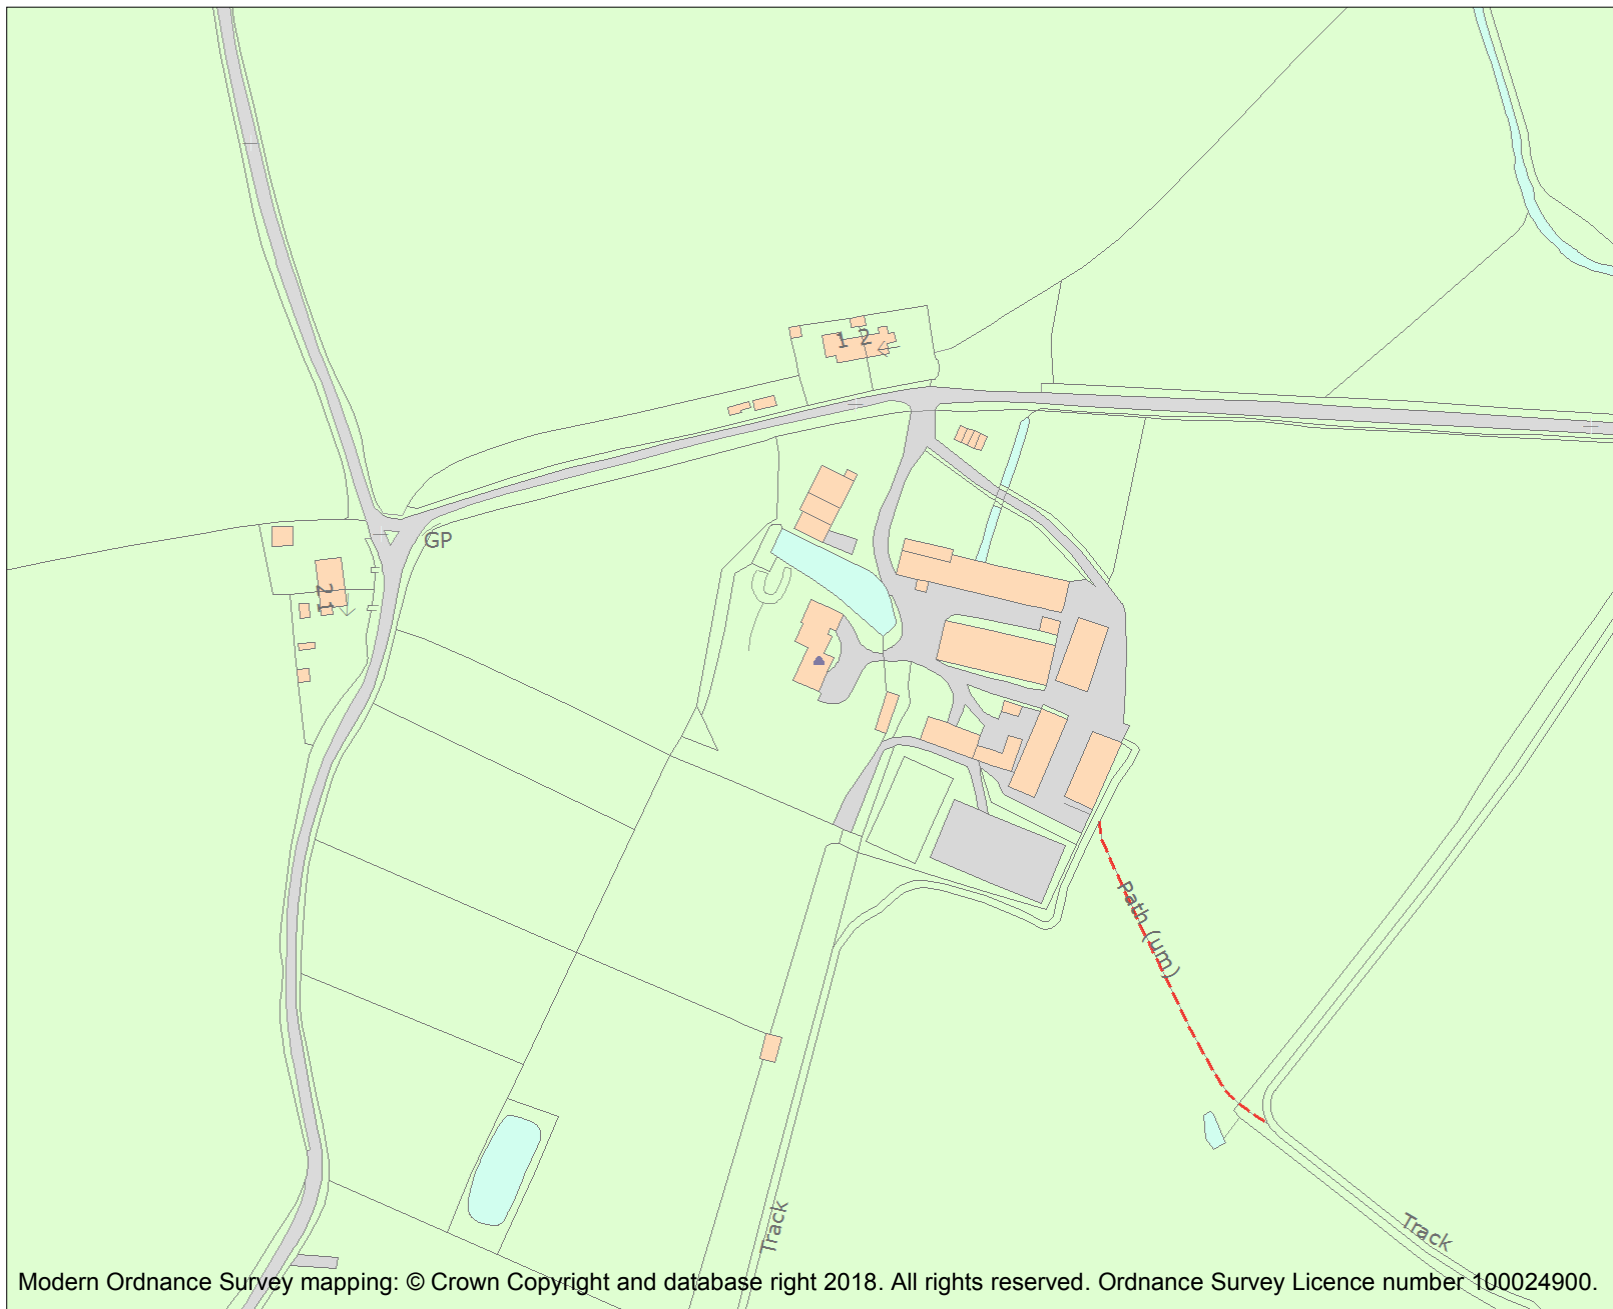 1 2
GP
2 1
Path (um)
Track
Track
Modern Ordnance Survey mapping: © Crown Copyright and database right 2018. All rights reserved. Ordnance Survey Licence number 100024900.